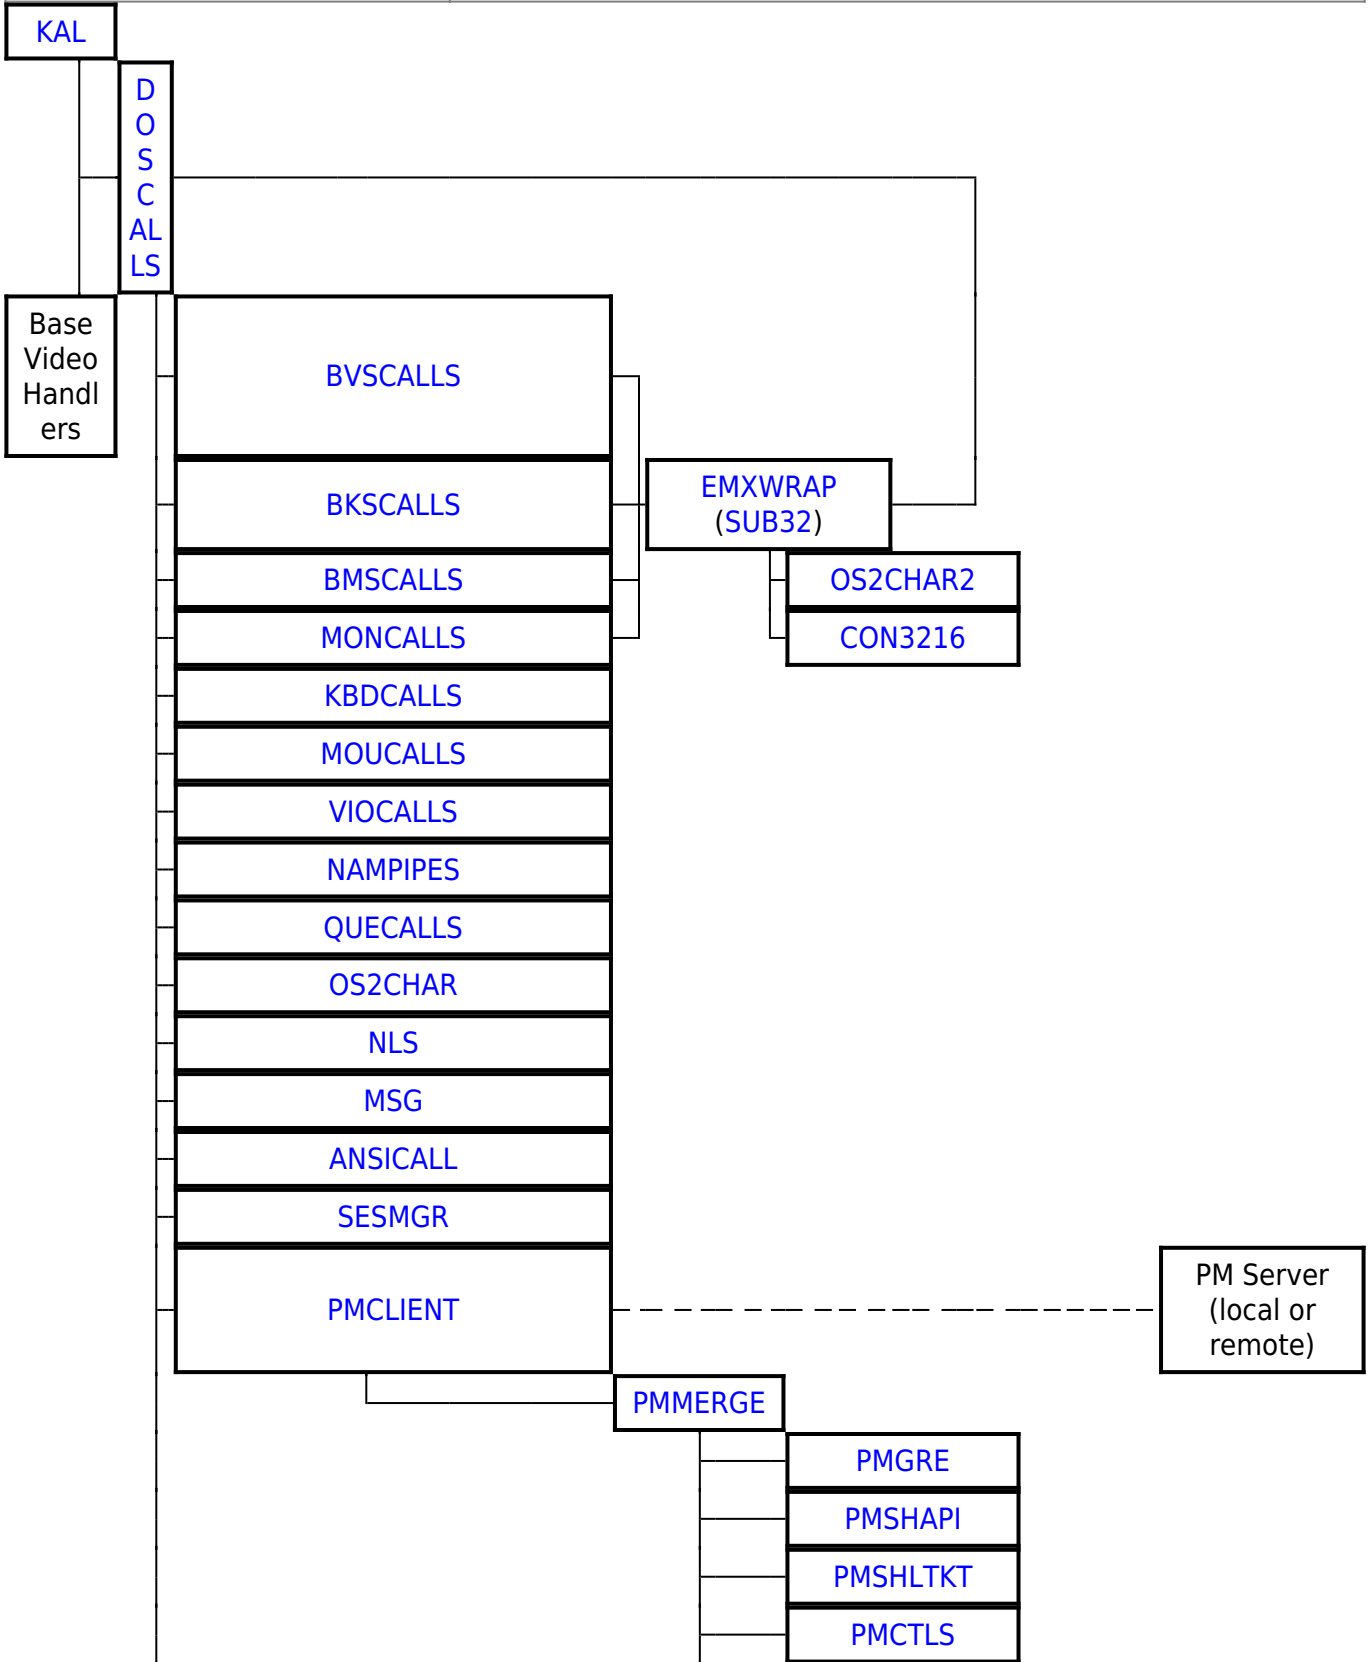 KAL
D
O
S
C
AL
LS
Base
Video
Handl
ers
BVSCALLS
BKSCALLS
EMXWRAP
(SUB32)
BMSCALLS
OS2CHAR2
MONCALLS
CON3216
KBDCALLS
MOUCALLS
VIOCALLS
NAMPIPES
QUECALLS
OS2CHAR
NLS
MSG
ANSICALL
SESMGR
PMCLIENT
PM Server
(local or
remote)
PMMERGE
PMGRE
PMSHAPI
PMSHLTKT
PMCTLS